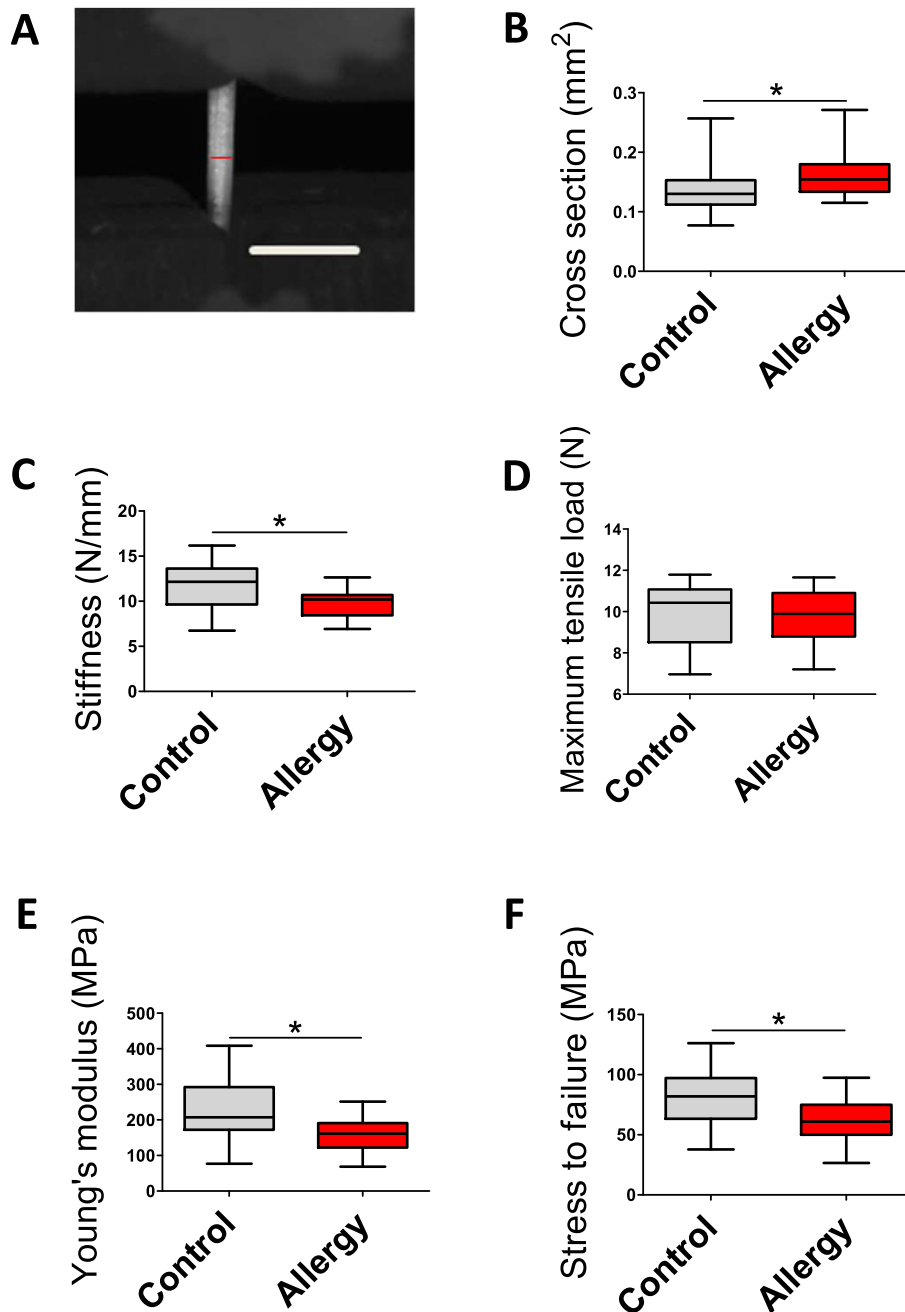 A
B
Cross section (mm²)
0.3
0.2
0.1
0.0
*
Control
Allergy
C
Stiffness (N/mm)
20
15
10
5
0
*
Control
Allergy
D
Maximum tensile load (N)
14
12
10
8
6
Control
Allergy
E
Young's modulus (MPa)
500
400
300
200
100
0
*
Control
Allergy
F
Stress to failure (MPa)
150
100
50
0
*
Control
Allergy